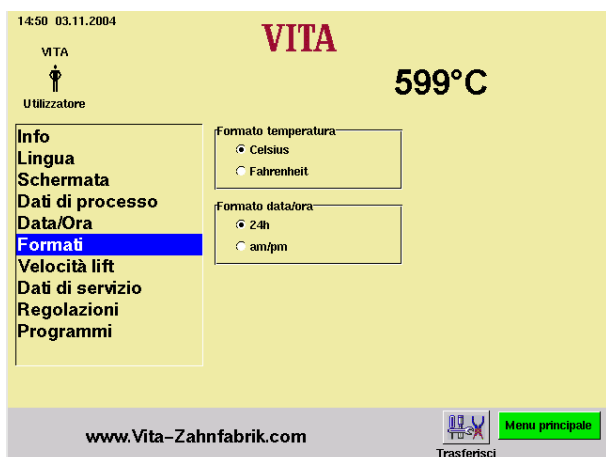 14:50 03.11.2004
VITA
VITA
599°C
Utilizzatore
Info
Lingua
Schermata
Dati di processo
Data/Ora
Formati
Velocità lift
Dati di servizio
Regolazioni
Programmi
Formato temperatura
Celsius
Fahrenheit
Formato data/ora
24h
am/pm
www.Vita-Zahnfabrik.com
Trasferisci
Menu principale